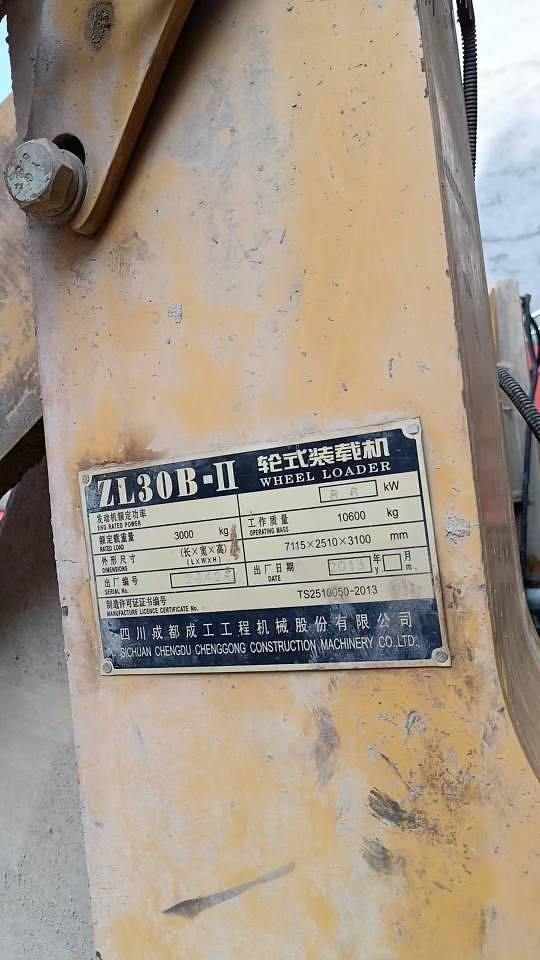 ZL30B-II 轮式装载机
WHEEL LOADER
发动机额定功率
ENG RATED POWER
kW
额定载重量 3000 kg 工作质量 10600 kg
RATED LOAD OPERATING MASS
外形尺寸 (长×宽×高) 7115×2510×3100 mm
DIMENSIONS (L×W×H)
出厂编号 出厂日期 2013 年 月
SERIAL No. DATE Y m
制造许可证证书编号 TS2510050-2013
MANUFACTURE LICENCE CERTIFICATE No.
四川成都成工工程机械股份有限公司
SICHUAN CHENGDU CHENGGONG CONSTRUCTION MACHINERY CO.,LTD.